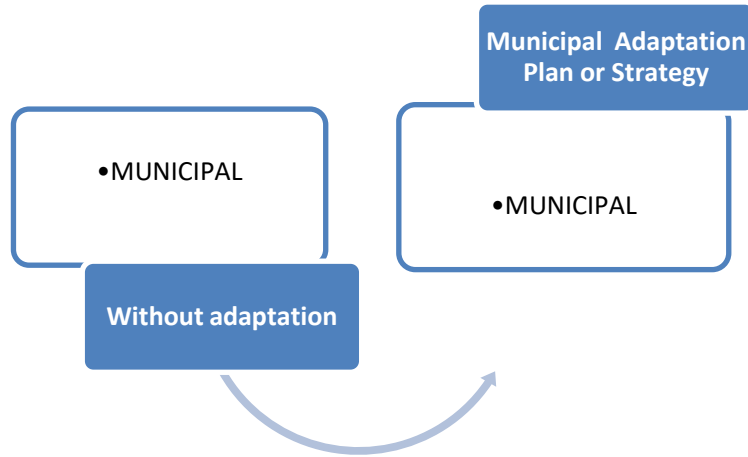 •MUNICIPAL
Without adaptation
Municipal Adaptation
Plan or Strategy
•MUNICIPAL